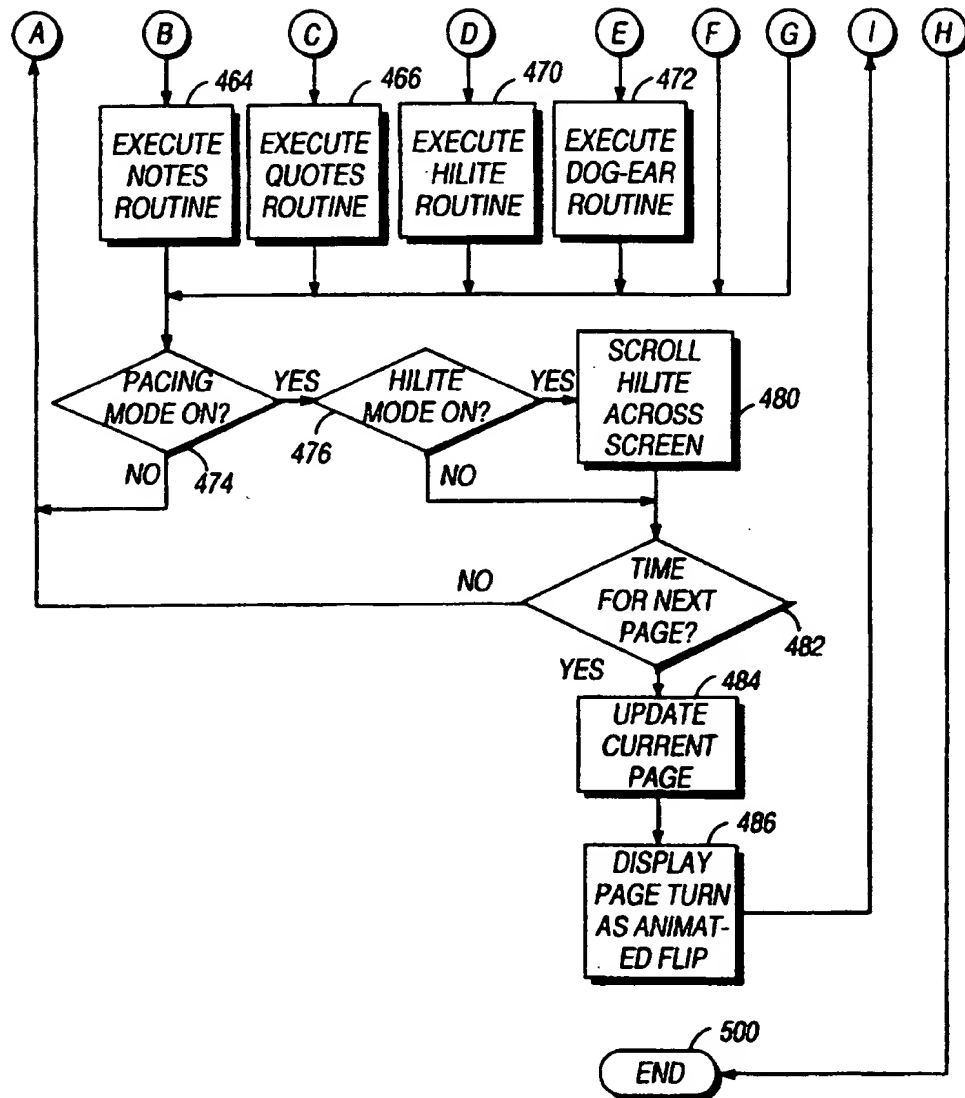 A B C D E F G I H
464 466 470 472
EXECUTE
NOTES
ROUTINE
EXECUTE
QUOTES
ROUTINE
EXECUTE
HILITE
ROUTINE
EXECUTE
DOG-EAR
ROUTINE
PACING
MODE ON?
YES
NO
474
HILITE
MODE ON?
YES
476
NO
SCROLL
HILITE
ACROSS
SCREEN
480
TIME
FOR NEXT
PAGE?
NO
482
YES
484
UPDATE
CURRENT
PAGE
486
DISPLAY
PAGE TURN
AS ANIMAT-
ED FLIP
500
END